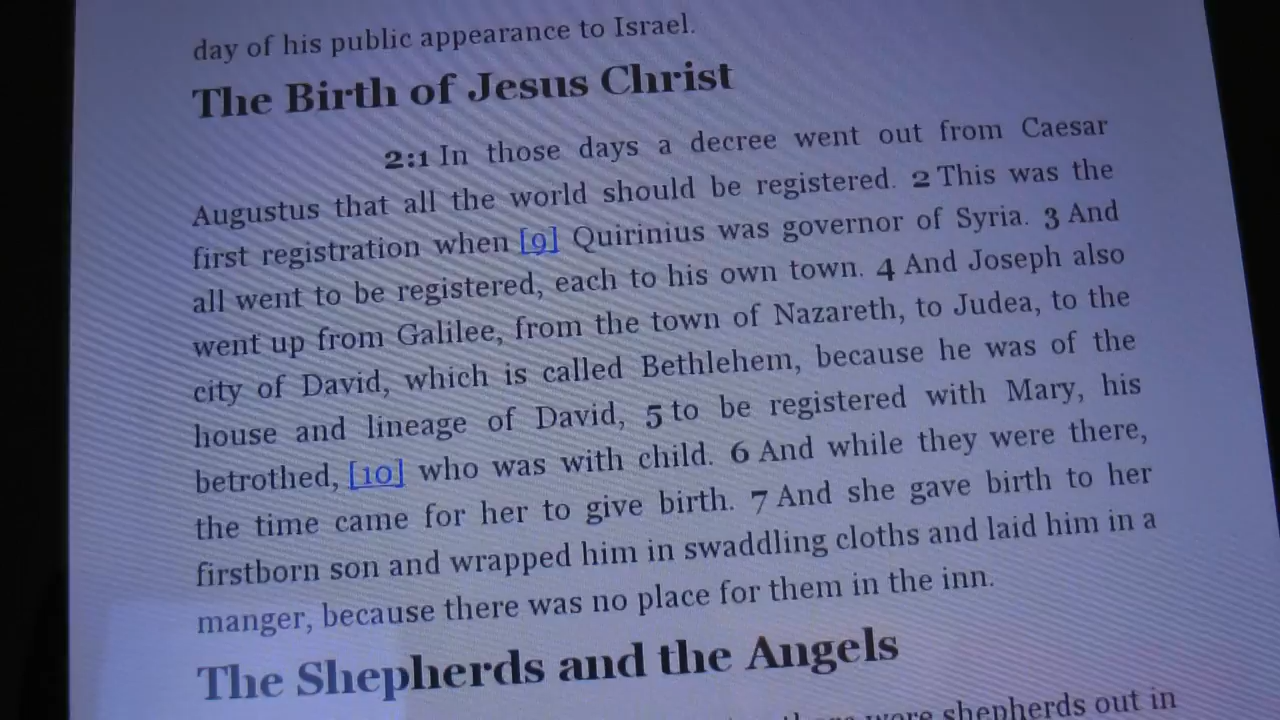 day of his public appearance to Israel.
The Birth of Jesus Christ
2:1 In those days a decree went out from Caesar
Augustus that all the world should be registered. 2 This was the
first registration when [9] Quirinius was governor of Syria. 3 And
all went to be registered, each to his own town. 4 And Joseph also
went up from Galilee, from the town of Nazareth, to Judea, to the
city of David, which is called Bethlehem, because he was of the
house and lineage of David, 5 to be registered with Mary, his
betrothed, [10] who was with child. 6 And while they were there,
the time came for her to give birth. 7 And she gave birth to her
firstborn son and wrapped him in swaddling cloths and laid him in a
manger, because there was no place for them in the inn.
The Shepherds and the Angels
there were shepherds out in